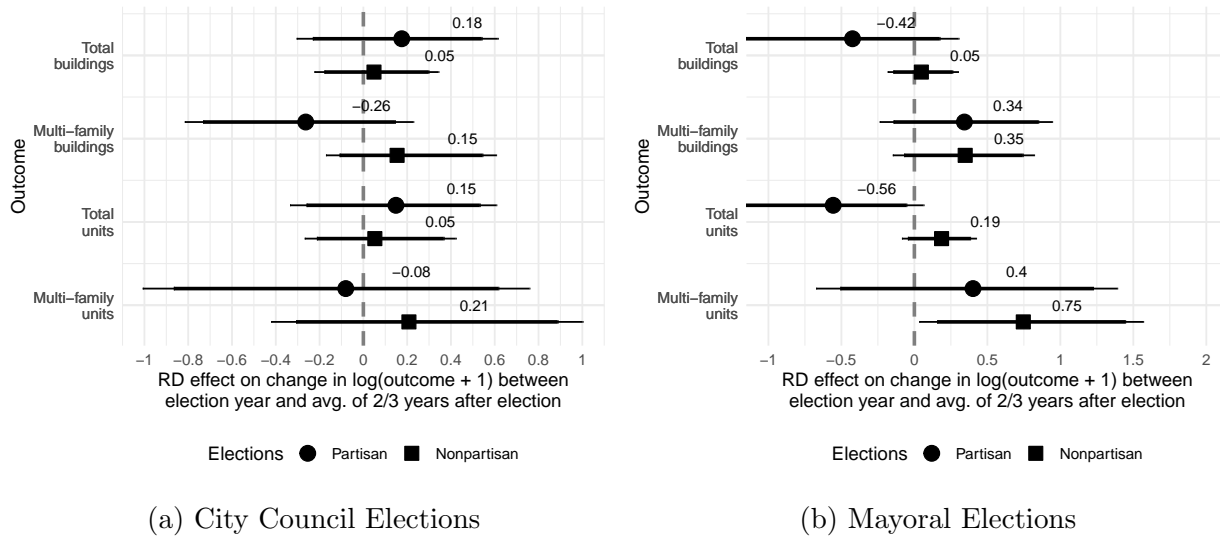 0.18
Total
buildings
0.05
−0.26
Multi−family
buildings
0.15
0.15
Total
units
0.05
−0.08
Multi−family
units
0.21
Outcome
−1 −0.8 −0.6 −0.4 −0.2 0 0.2 0.4 0.6 0.8 1
RD effect on change in log(outcome + 1) between
election year and avg. of 2/3 years after election
Elections Partisan Nonpartisan
(a) City Council Elections
−0.42
Total
buildings
0.05
0.34
Multi−family
buildings
0.35
−0.56
Total
units
0.19
0.4
Multi−family
units
0.75
Outcome
−1 −0.5 0 0.5 1 1.5 2
RD effect on change in log(outcome + 1) between
election year and avg. of 2/3 years after election
Elections Partisan Nonpartisan
(b) Mayoral Elections